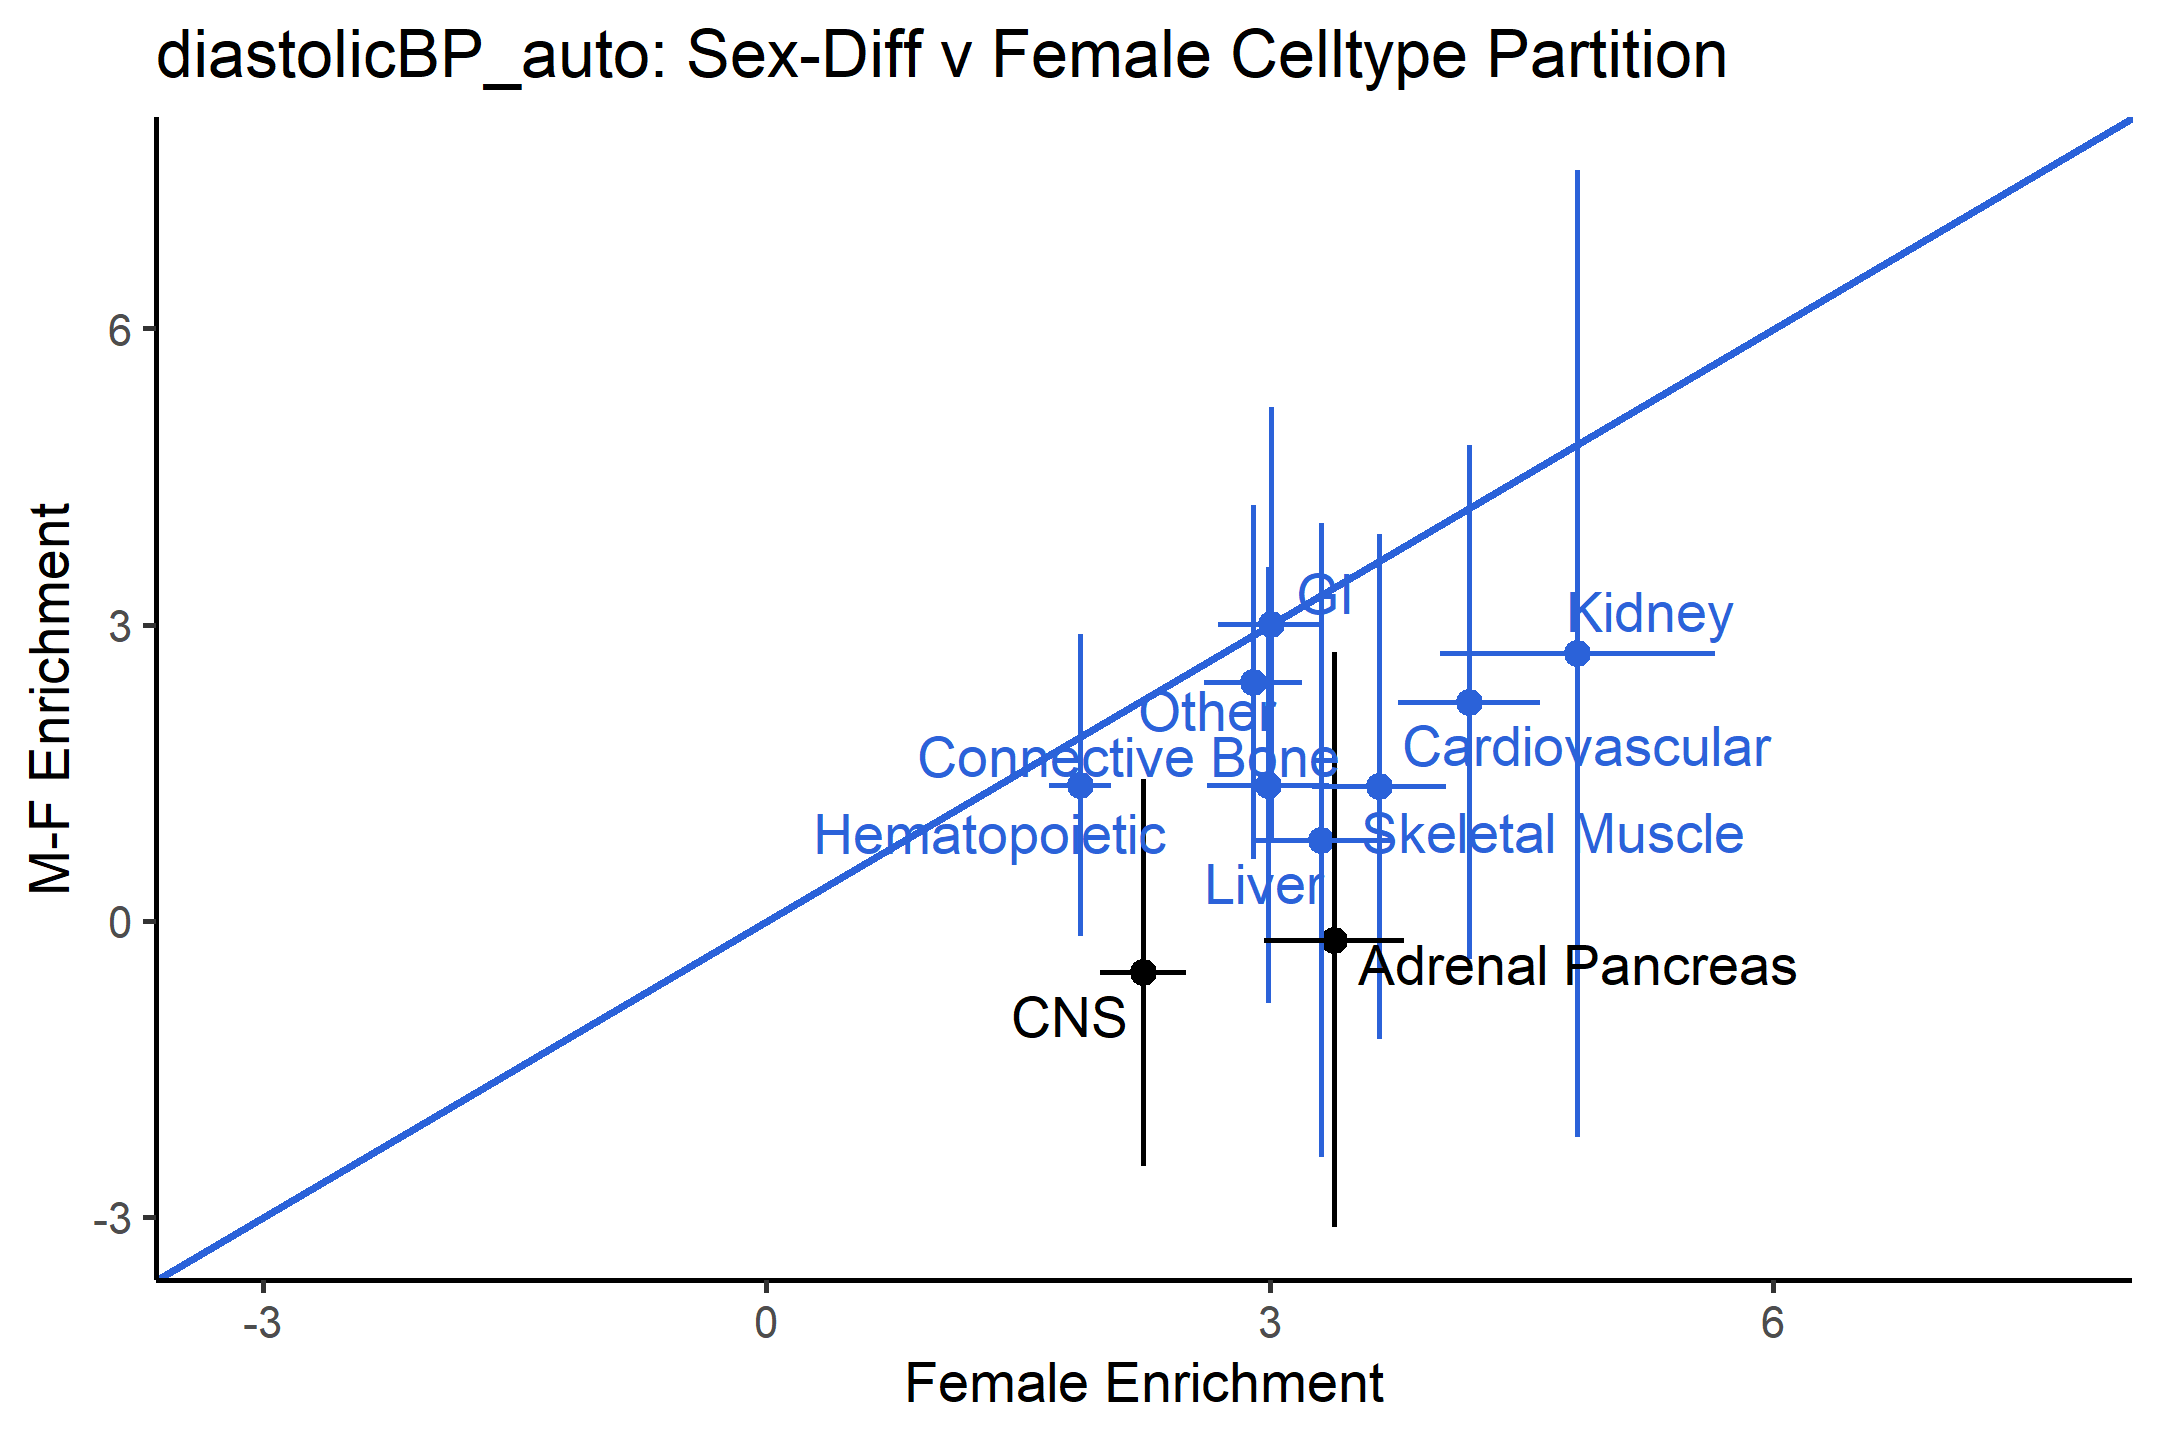 diastolicBP_auto: Sex-Diff v Female Celltype Partition
M-F Enrichment
6
3
0
-3
GI
Kidney
Other
Cardiovascular
Connective Bone
Hematopoietic
Skeletal Muscle
Liver
Adrenal Pancreas
CNS
-3
0
3
6
Female Enrichment